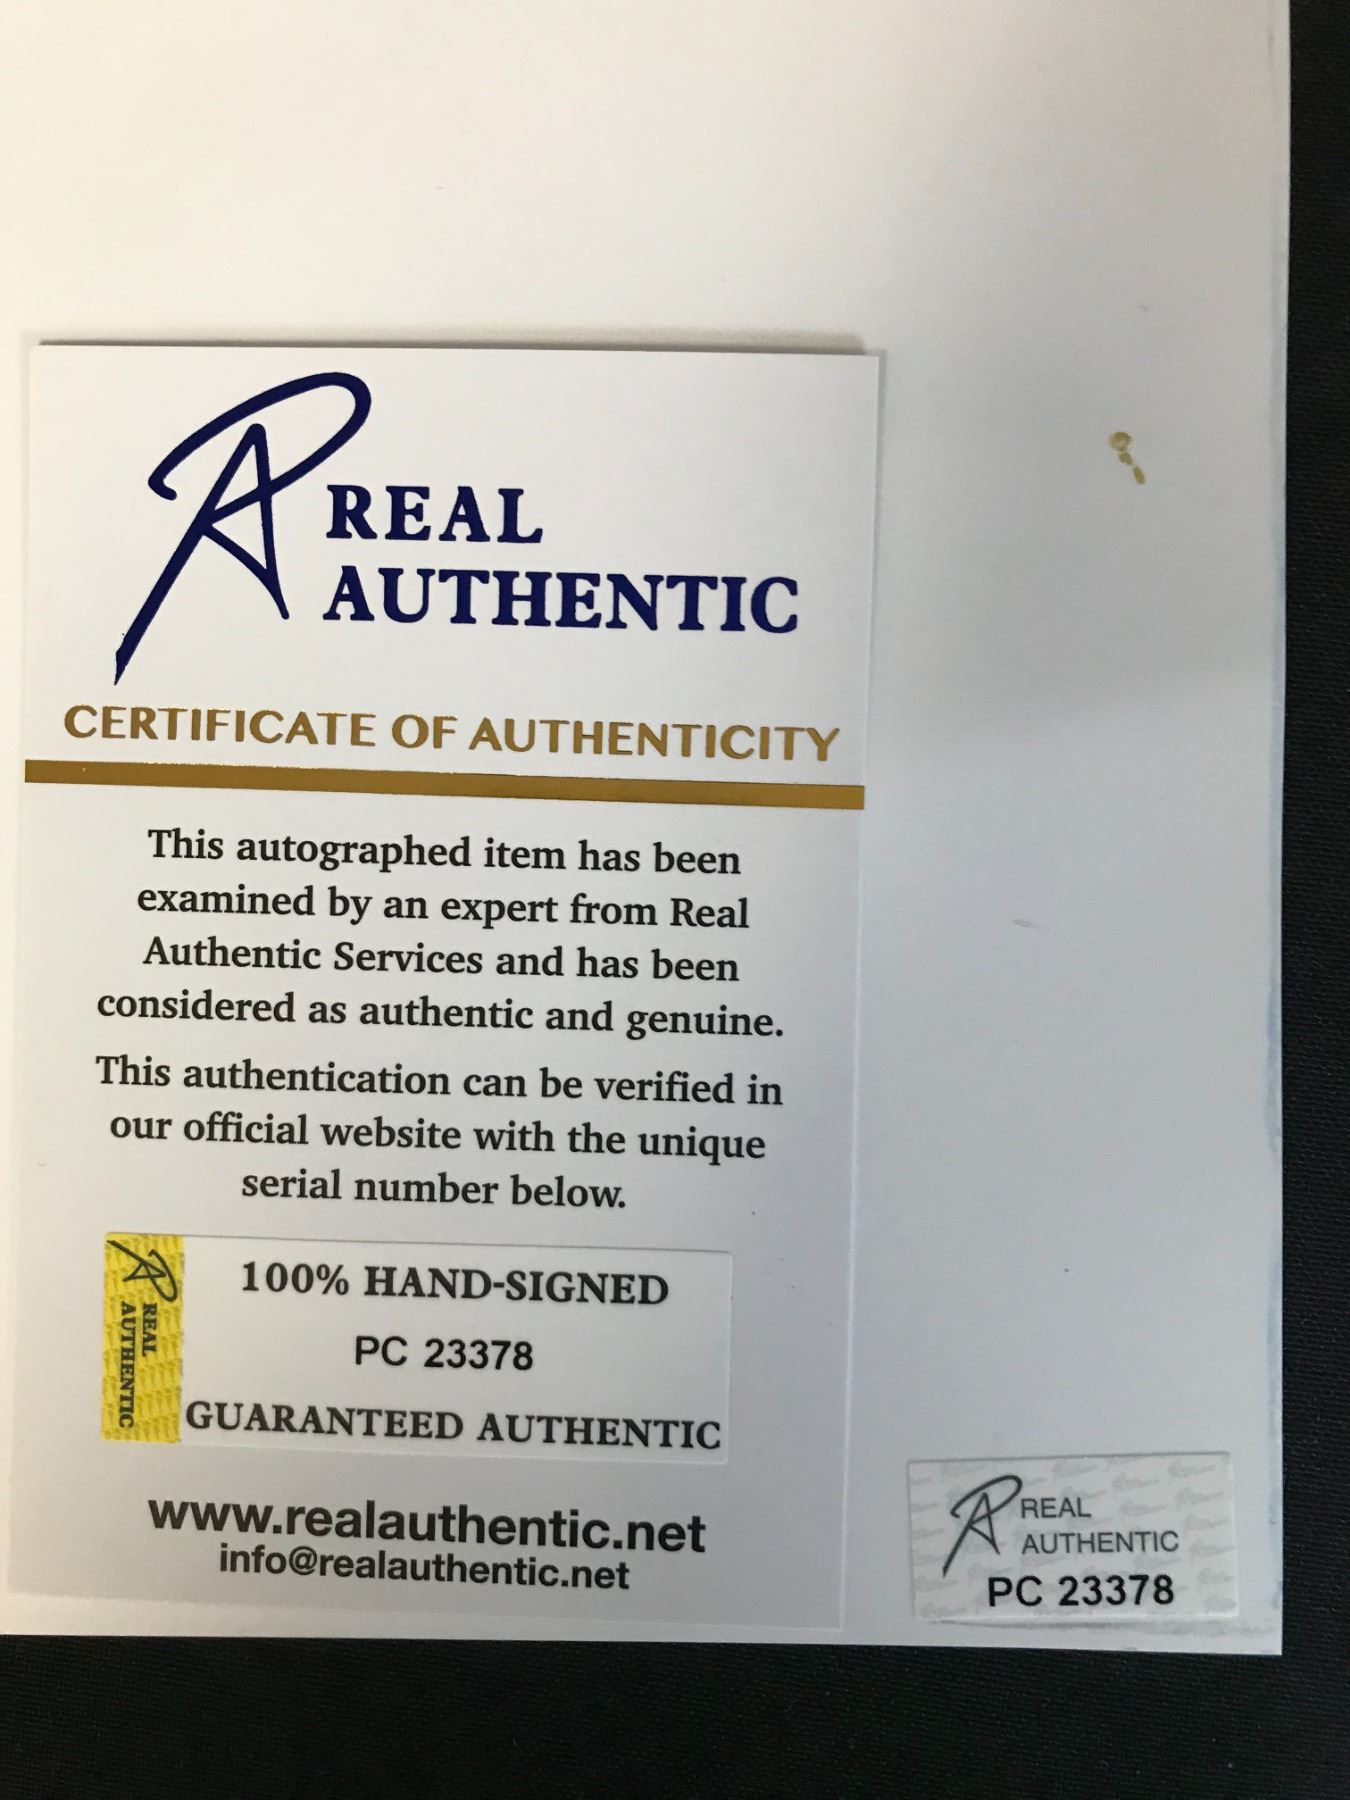 REAL
AUTHENTIC
CERTIFICATE OF AUTHENTICITY
This autographed item has been
examined by an expert from Real
Authentic Services and has been
considered as authentic and genuine.
This authentication can be verified in
our official website with the unique
serial number below.
REAL
AUTHENTIC
100% HAND-SIGNED
PC 23378
GUARANTEED AUTHENTIC
www.realauthentic.net
info@realauthentic.net
REAL
AUTHENTIC
PC 23378